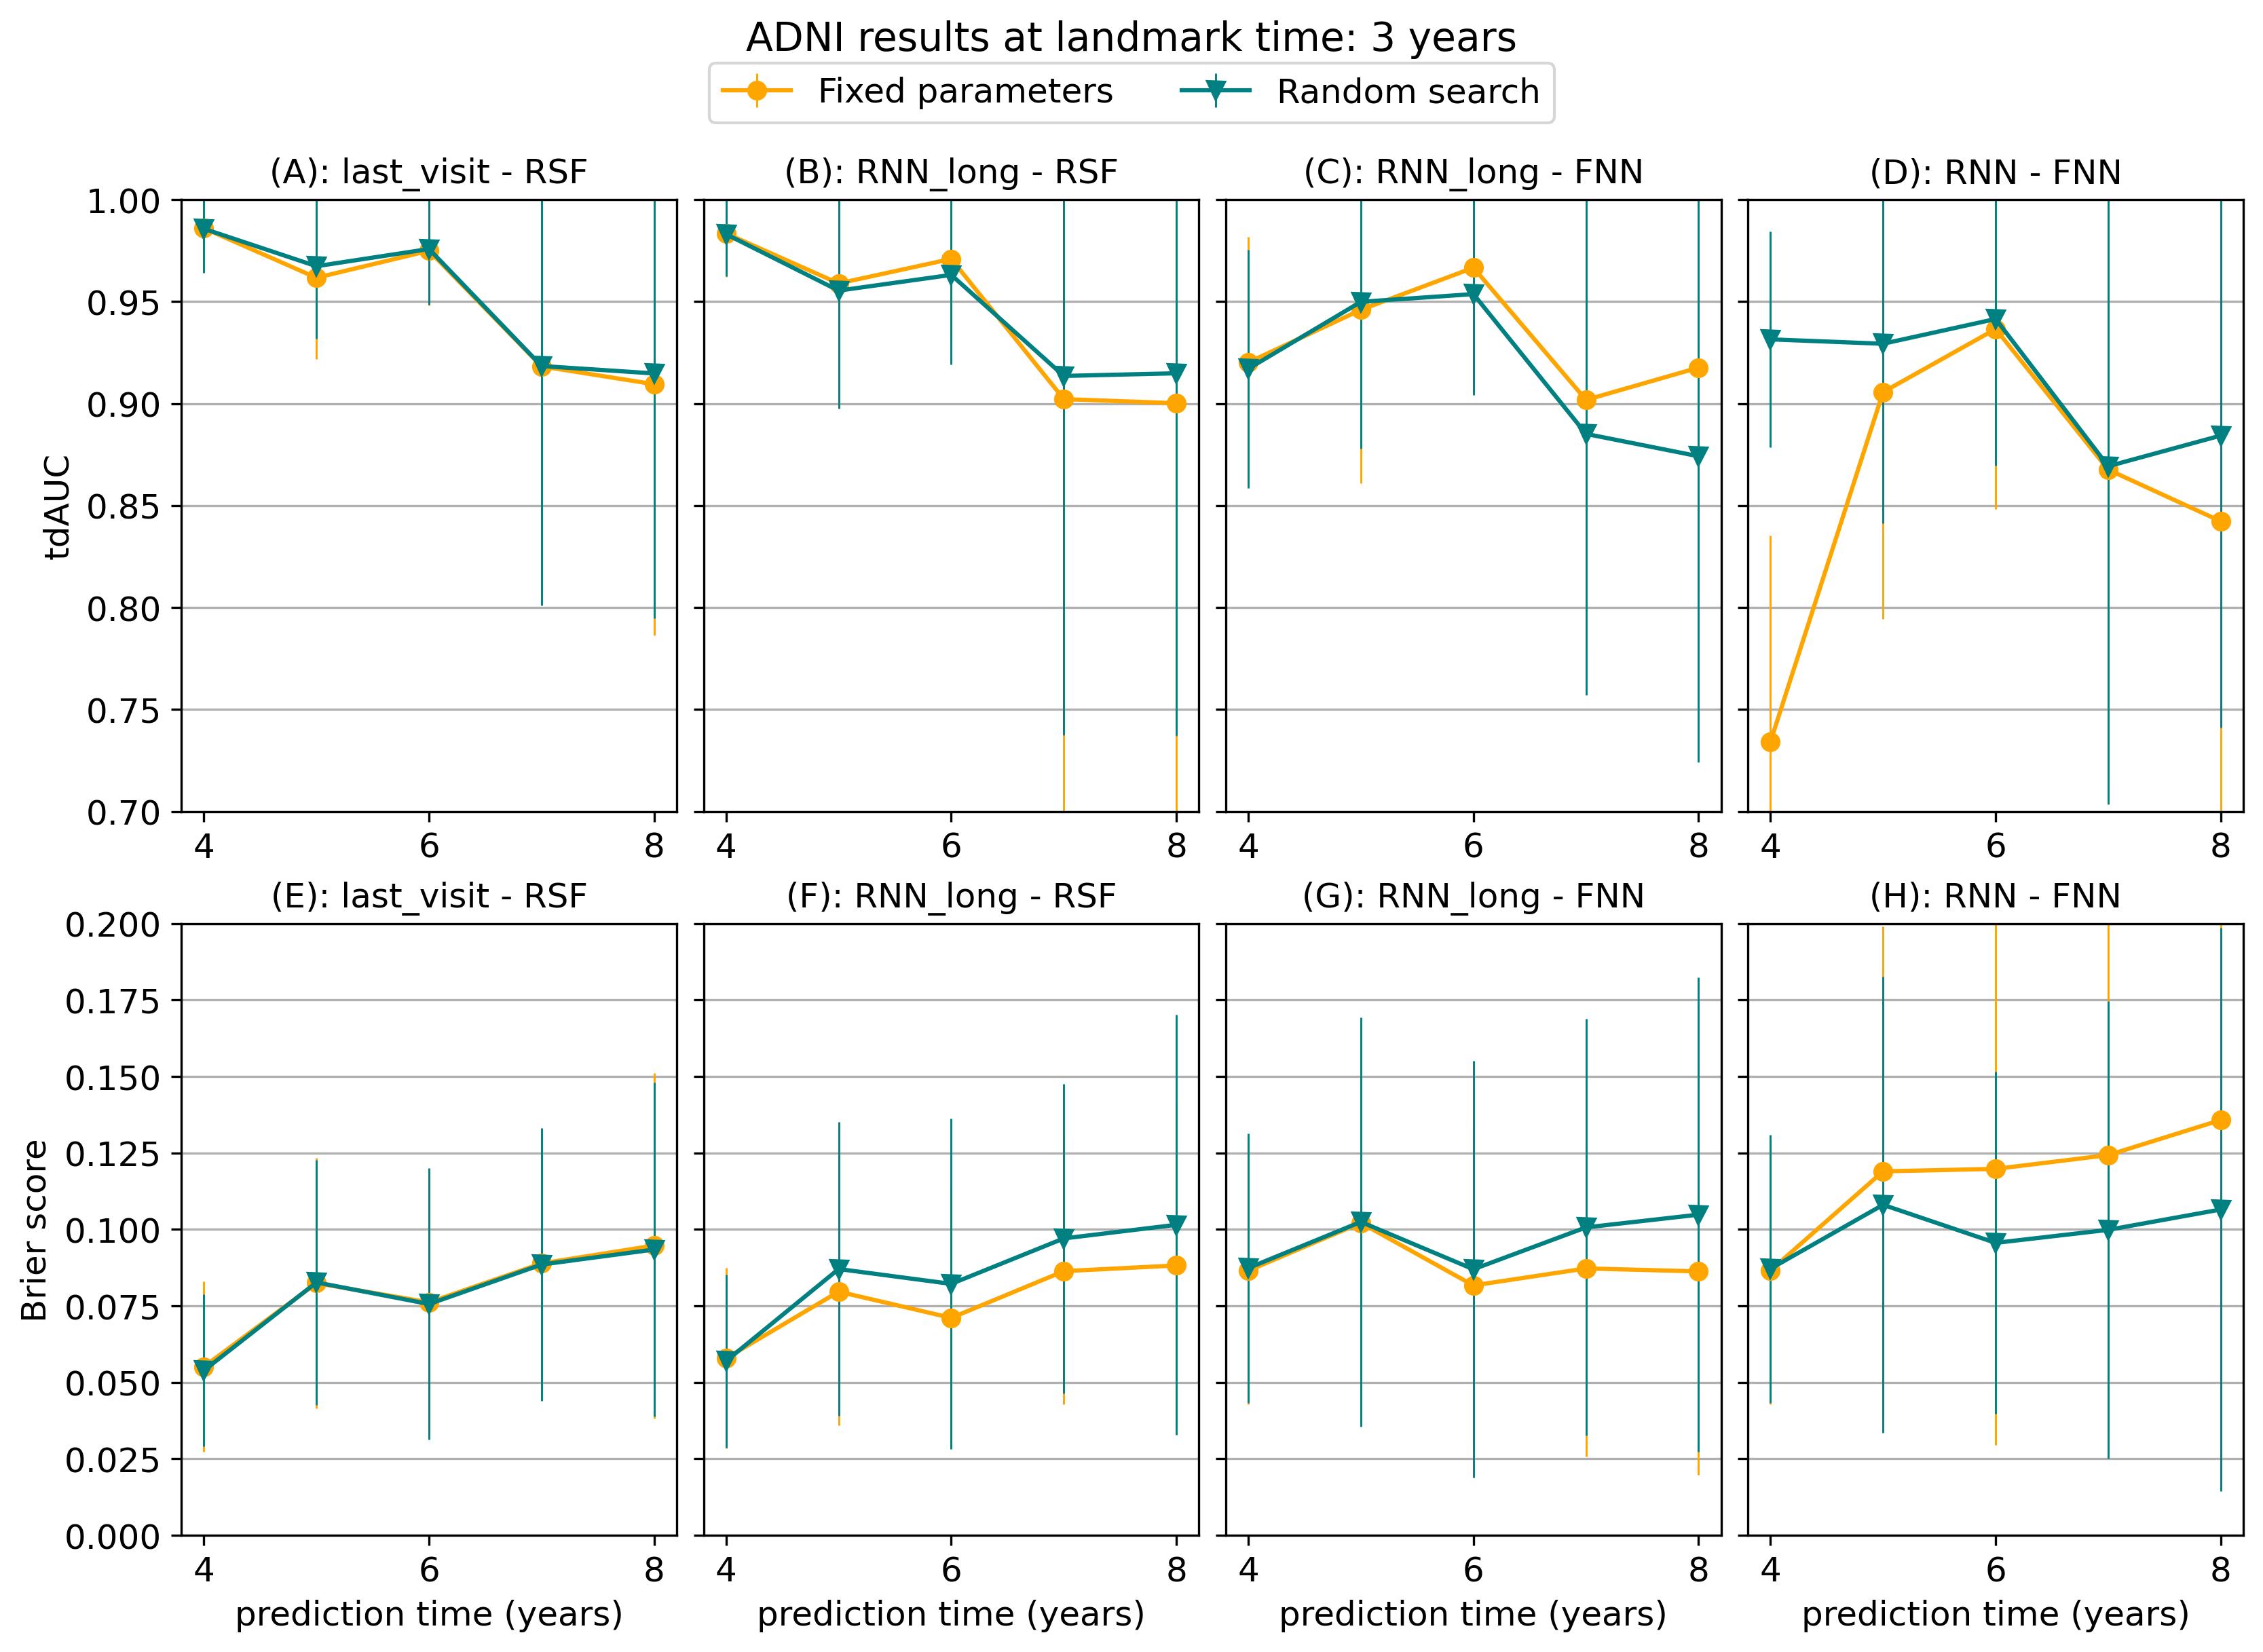 ADNI results at landmark time: 3 years
Fixed parameters Random search
(A): last_visit - RSF (B): RNN_long - RSF (C): RNN_long - FNN (D): RNN - FNN
1.00
0.95
0.90
0.85
0.80
0.75
0.70
tdAUC
4 6 8 4 6 8 4 6 8 4 6 8
(E): last_visit - RSF (F): RNN_long - RSF (G): RNN_long - FNN (H): RNN - FNN
0.200
0.175
0.150
0.125
0.100
0.075
0.050
0.025
0.000
Brier score
4 6 8 4 6 8 4 6 8 4 6 8
prediction time (years) prediction time (years) prediction time (years) prediction time (years)